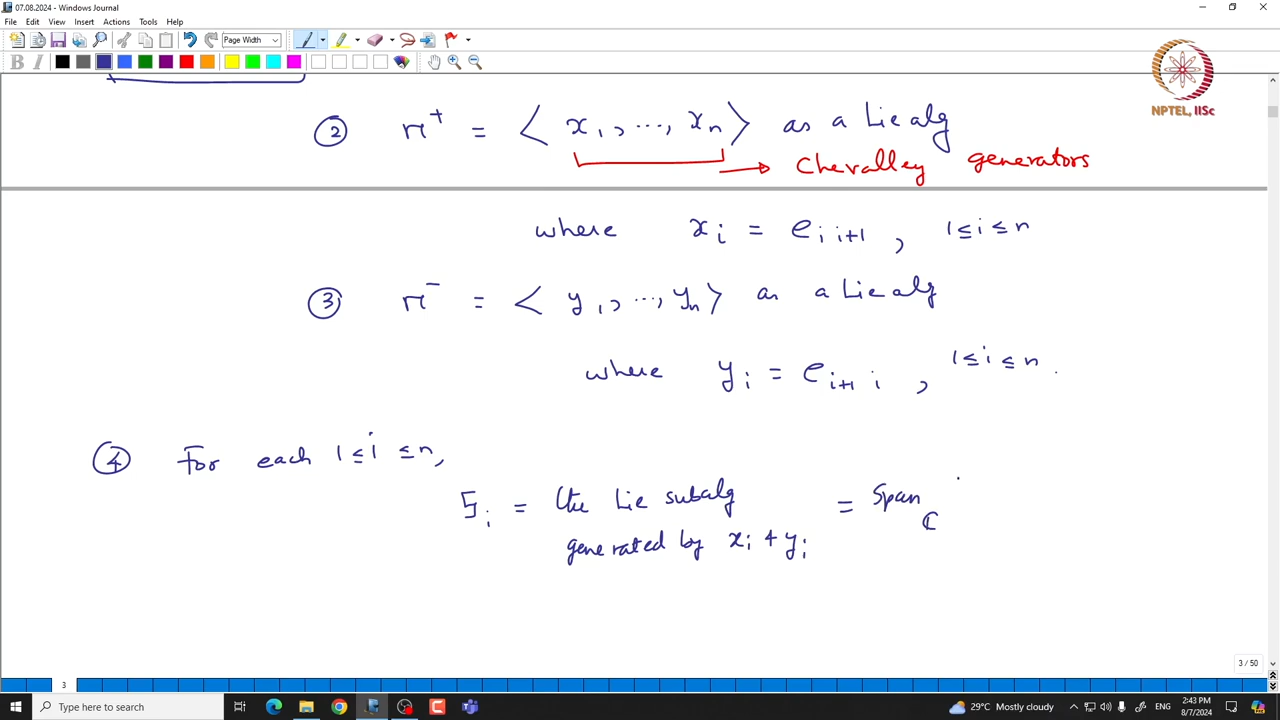 07.08.2024 - Windows Journal
File Edit View Insert Actions Tools Help
Page Width
B I
NPTEL, IISc
② n⁺ = < x₁, ..., xₙ > as a Lie alg
Chevalley generators
where xᵢ = eᵢ ᵢ₊₁ , 1 ≤ i ≤ n
③ n⁻ = < y₁, ..., yₙ > as a Lie alg
where yᵢ = eᵢ₊₁ ᵢ , 1 ≤ i ≤ n .
④ For each 1 ≤ i ≤ n,
𝔖ᵢ = the Lie subalg = Span ℂ
generated by xᵢ + yᵢ
3 / 50
3
Type here to search
29°C Mostly cloudy
2:43 PM
8/7/2024